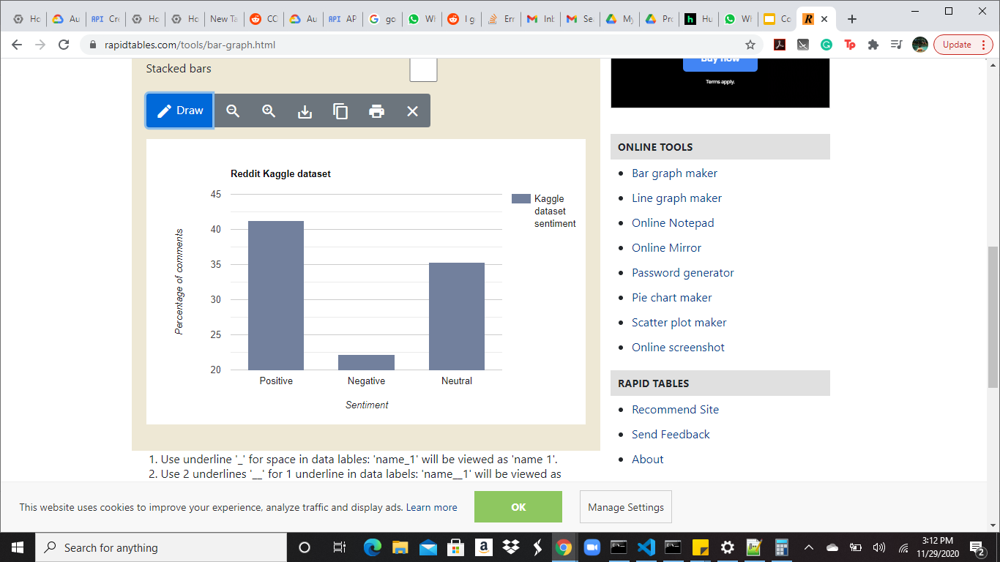 Ho
Au
Cre
Ho
Ho
New Ta
CC
Au
API AP
go
Wh
I g
Err
Inb
Se
My
Pro
Hu
Wh
Co
rapidtables.com/tools/bar-graph.html
Update
Stacked bars
Buy now
Terms apply.
Draw
Reddit Kaggle dataset
45
40
35
30
25
20
Percentage of comments
Positive
Negative
Neutral
Sentiment
Kaggle
dataset
sentiment
1. Use underline '_' for space in data lables: 'name_1' will be viewed as 'name 1'.
2. Use 2 underlines '__' for 1 underline in data labels: 'name__1' will be viewed as
ONLINE TOOLS
Bar graph maker
Line graph maker
Online Notepad
Online Mirror
Password generator
Pie chart maker
Scatter plot maker
Online screenshot
RAPID TABLES
Recommend Site
Send Feedback
About
This website uses cookies to improve your experience, analyze traffic and display ads. Learn more
OK
Manage Settings
Search for anything
3:12 PM
11/29/2020
2